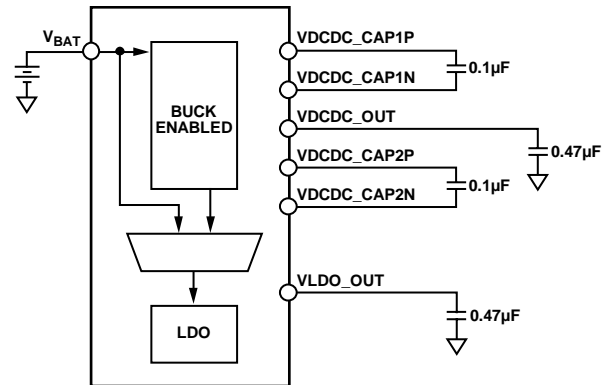 VBAT
BUCK
ENABLED
LDO
VDCDC_CAP1P
0.1µF
VDCDC_CAP1N
VDCDC_OUT
0.47µF
VDCDC_CAP2P
0.1µF
VDCDC_CAP2N
VLDO_OUT
0.47µF